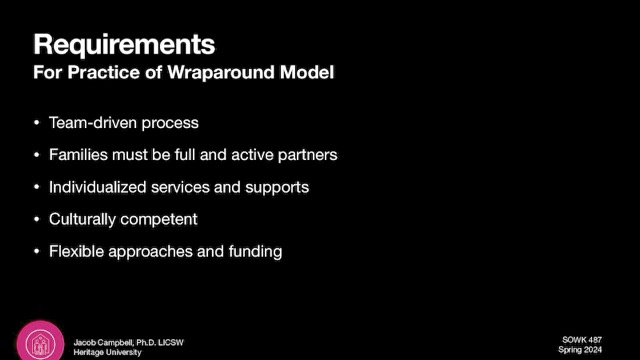 Requirements
For Practice of Wraparound Model
• Team-driven process
• Families must be full and active partners
• Individualized services and supports
• Culturally competent
• Flexible approaches and funding
Jacob Campbell, Ph.D. LICSW
Heritage University
SOWK 487
Spring 2024